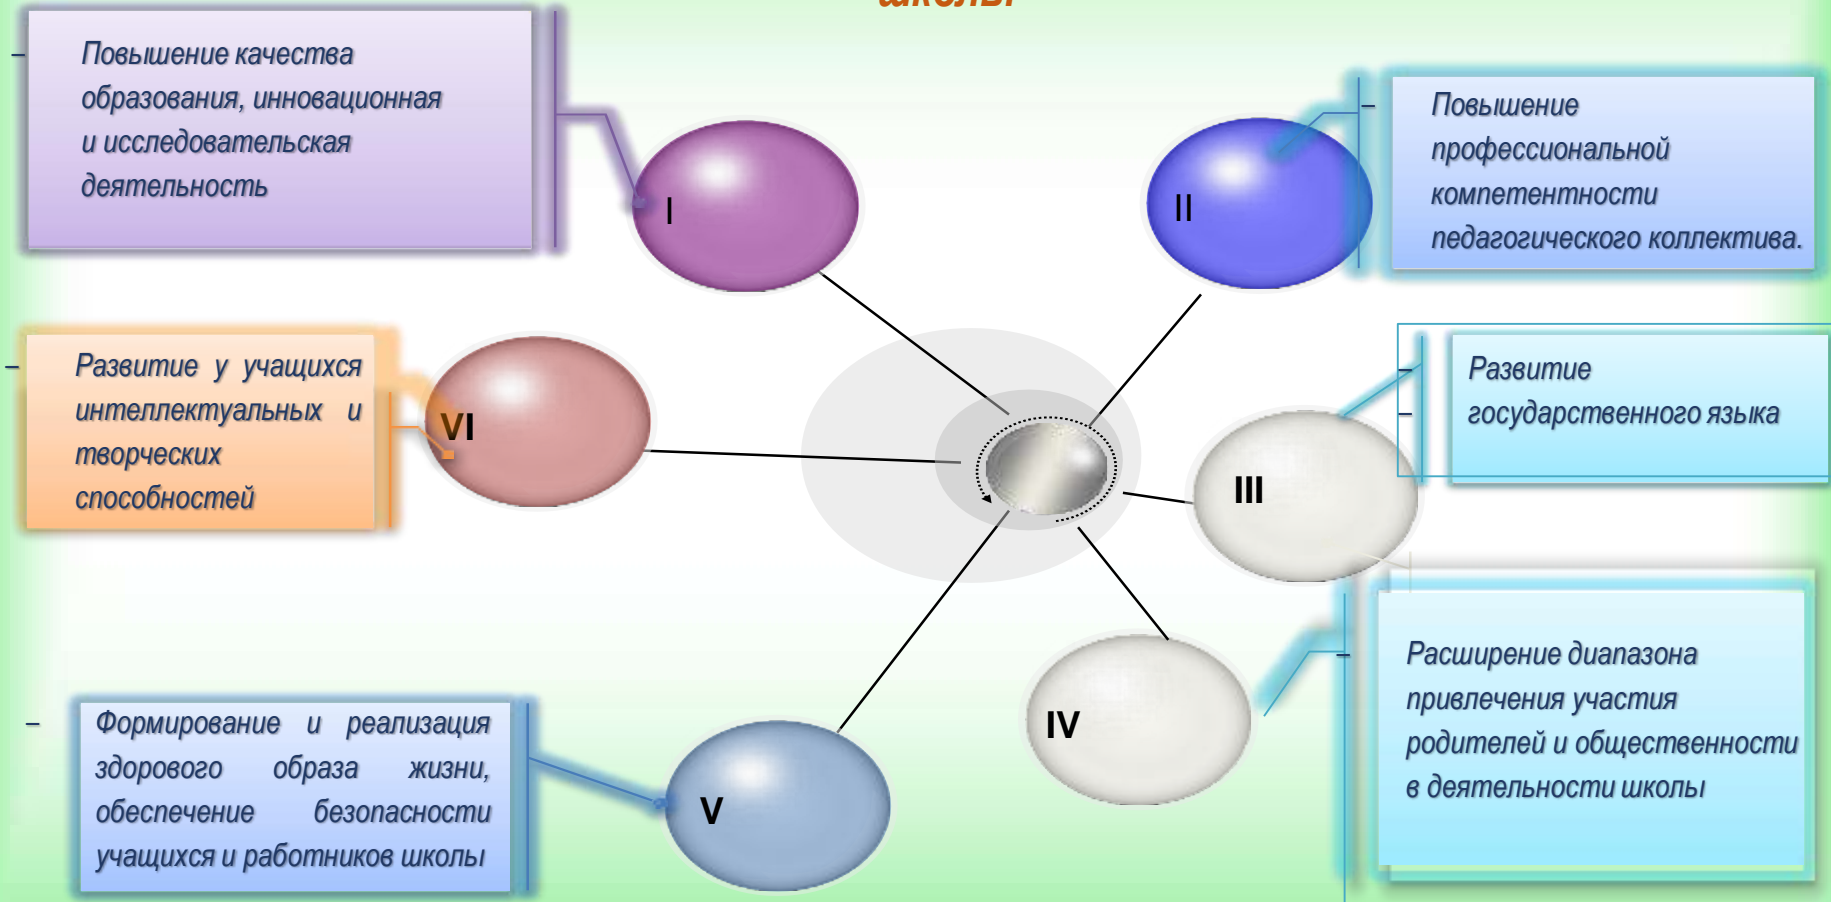 школы
Повышение качества
образования, инновационная
и исследовательская
деятельность
I
II
Повышение
профессиональной
компетентности
педагогического коллектива.
Развитие у учащихся
интеллектуальных и
творческих
способностей
VI
III
Развитие
государственного языка
Формирование и реализация
здорового образа жизни,
обеспечение безопасности
учащихся и работников школы
V
IV
Расширение диапазона
привлечения участия
родителей и общественности
в деятельности школы